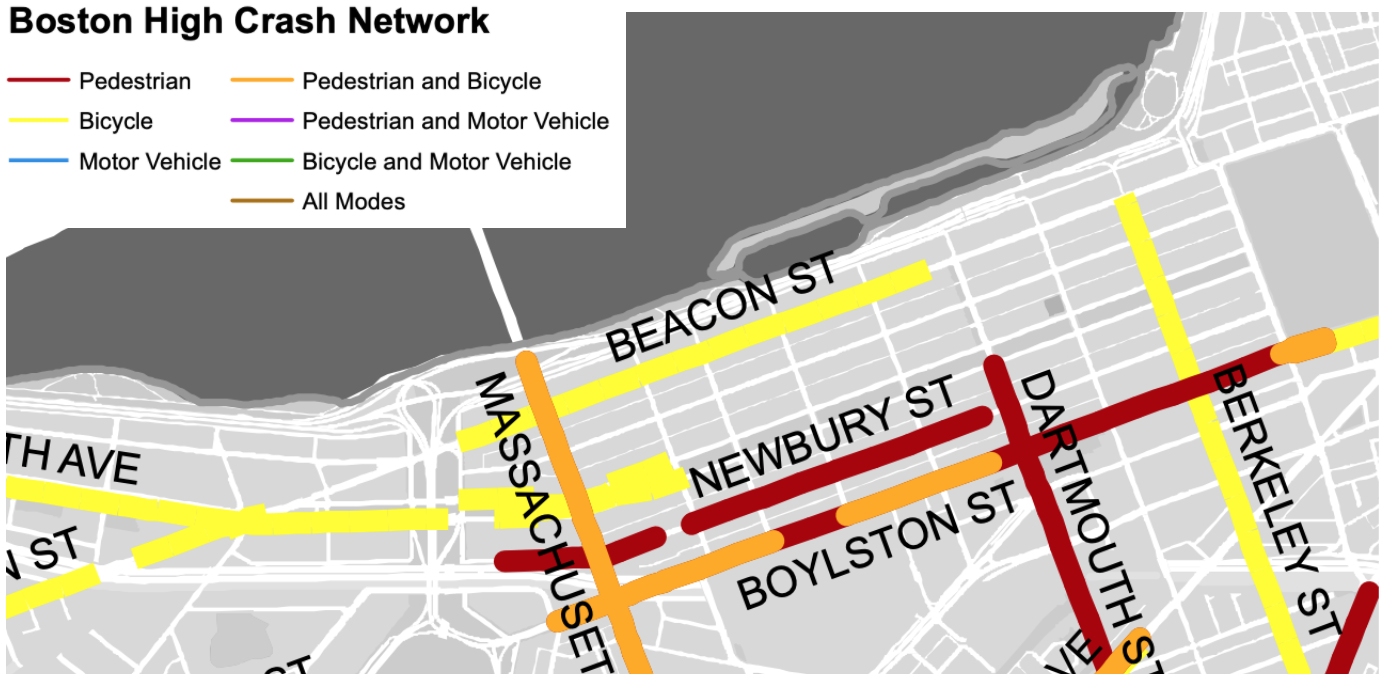 Boston High Crash Network
Pedestrian
Pedestrian and Bicycle
Bicycle
Pedestrian and Motor Vehicle
Motor Vehicle
Bicycle and Motor Vehicle
All Modes
BEACON ST
MASSACHUSET
TH AVE
NEWBURY ST
DARTMOUTH ST
BERKELEY ST
BOYLSTON ST
N ST
ST
VE